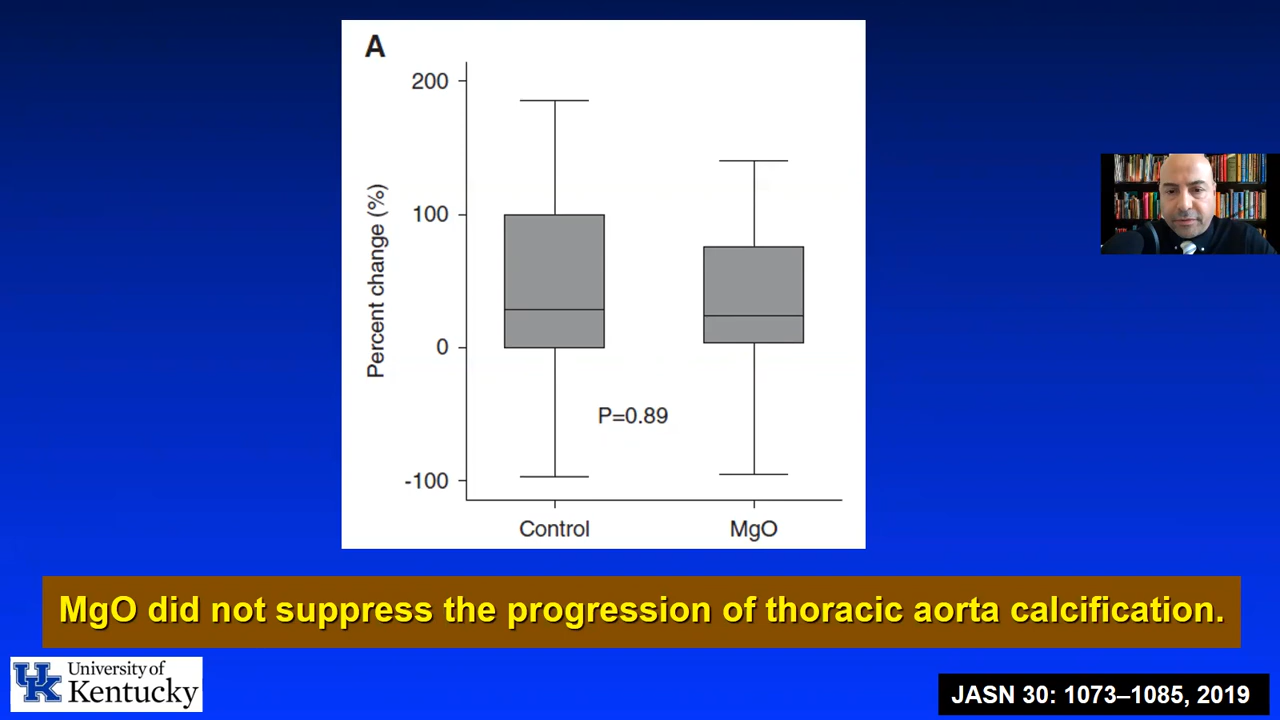 A
200
100
0
-100
Percent change (%)
P=0.89
Control MgO
MgO did not suppress the progression of thoracic aorta calcification.
UK University of
Kentucky
JASN 30: 1073–1085, 2019